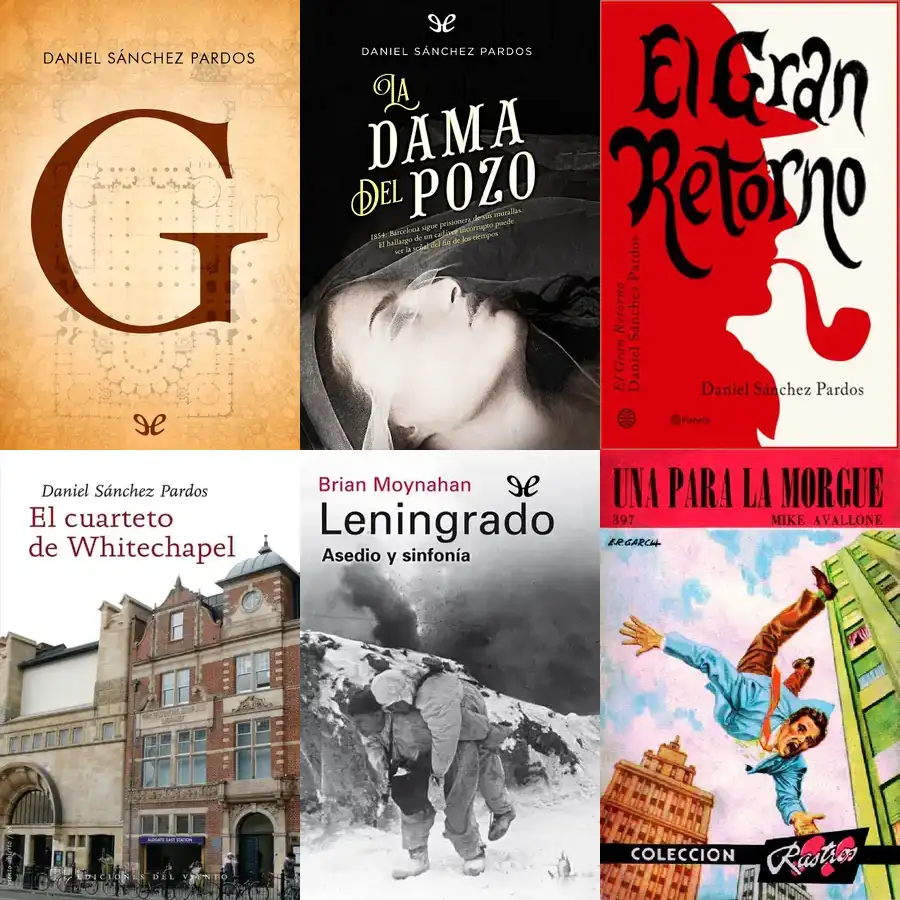 DANIEL SÁNCHEZ PARDOS
G
DANIEL SÁNCHEZ PARDOS
LA
DAMA
DEL POZO
1854: Barcelona sigue prisionera de sus murallas.
El hallazgo de un cadáver incorrupto puede
ser la señal del fin de los tiempos
El Gran
Retorno
El Gran Retorno
Daniel Sánchez Pardos
Daniel Sánchez Pardos
Planeta
Daniel Sánchez Pardos
El cuarteto
de Whitechapel
ALDGATE EAST STATION
EDICIONES DEL VIENTO
Brian Moynahan
Leningrado
Asedio y sinfonía
UNA PARA LA MORGUE
397 MIKE AVALLONE
COLECCION Rastros